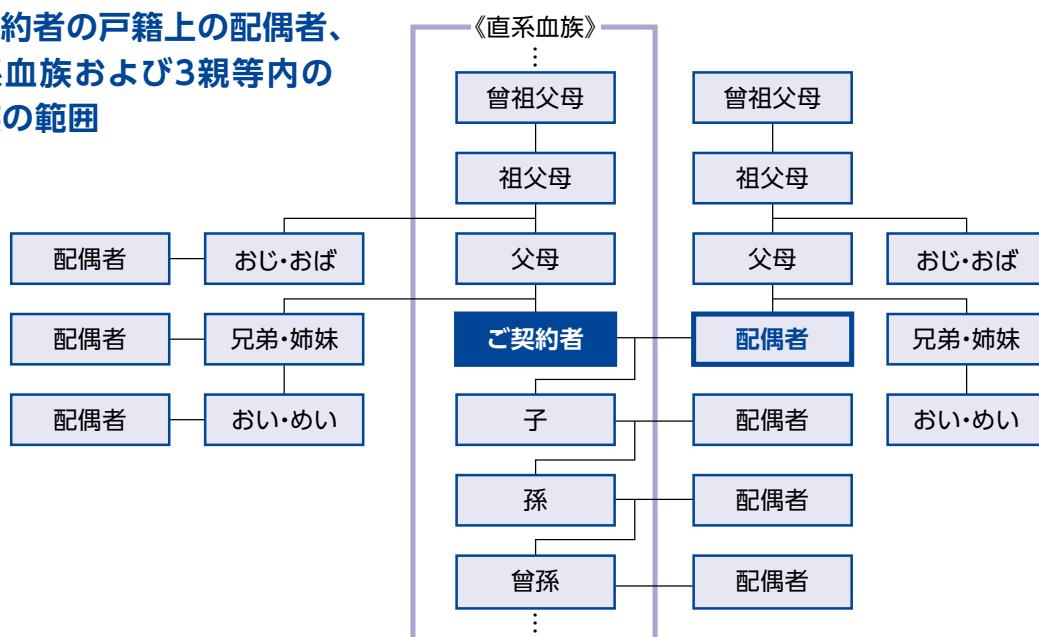 約者の戸籍上の配偶者、
血族および3親等内の
の範囲
《直系血族》
⋮
曾祖父母
曾祖父母
祖父母
祖父母
配偶者
おじ・おば
父母
父母
おじ・おば
配偶者
兄弟・姉妹
ご契約者
配偶者
兄弟・姉妹
配偶者
おい・めい
子
配偶者
おい・めい
孫
配偶者
曾孫
配偶者
⋮